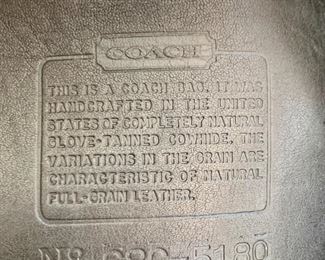 COACH
THIS IS A COACH BAG. IT WAS
HANDCRAFTED IN THE UNITED
STATES OF COMPLETELY NATURAL
GLOVE-TANNED COWHIDE. THE
VARIATIONS IN THE GRAIN ARE
CHARACTERISTIC OF NATURAL
FULL-GRAIN LEATHER.
No